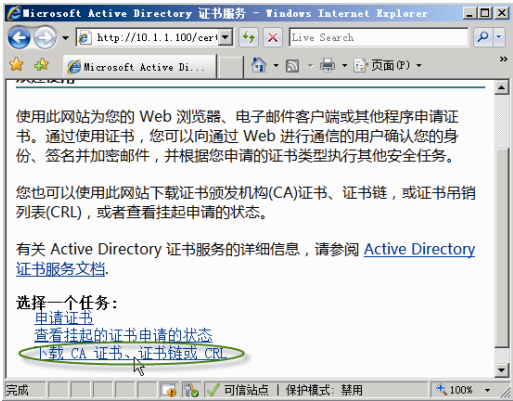 Microsoft Active Directory 证书服务 - Windows Internet Explorer
http://10.1.1.100/cert
Live Search
Microsoft Active Di...
页面(P)
使用此网站为您的 Web 浏览器、电子邮件客户端或其他程序申请证
书。通过使用证书，您可以向通过 Web 进行通信的用户确认您的身
份、签名并加密邮件，并根据您申请的证书类型执行其他安全任务。
您也可以使用此网站下载证书颁发机构(CA)证书、证书链，或证书吊销
列表(CRL)，或者查看挂起申请的状态。
有关 Active Directory 证书服务的详细信息，请参阅 Active Directory
证书服务文档.
选择一个任务:
申请证书
查看挂起的证书申请的状态
下载 CA 证书、证书链或 CRL
完成
可信站点 | 保护模式: 禁用
100%